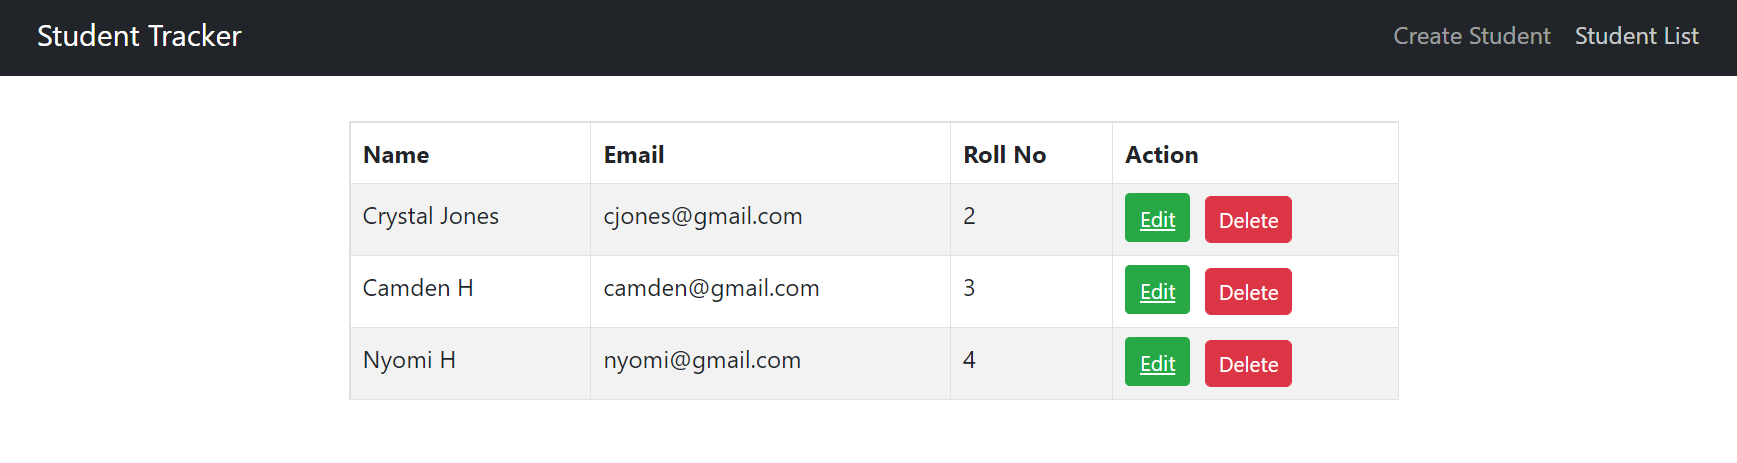 Student Tracker Create Student Student List
Name Email Roll No Action
Crystal Jones cjones@gmail.com 2 Edit Delete
Camden H camden@gmail.com 3 Edit Delete
Nyomi H nyomi@gmail.com 4 Edit Delete